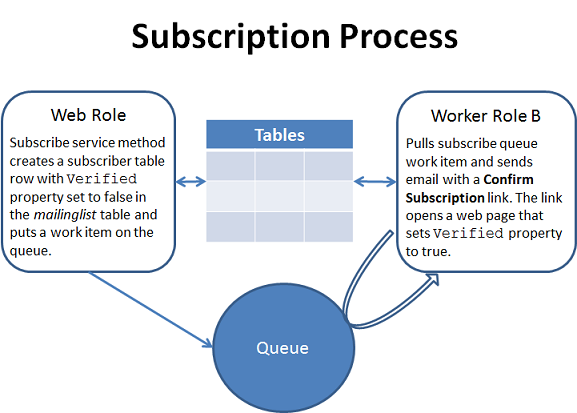 Subscription Process
Web Role
Subscribe service method
creates a subscriber table
row with Verified
property set to false in
the mailinglist table and
puts a work item on the
queue.
Tables
Worker Role B
Pulls subscribe queue
work item and sends
email with a Confirm
Subscription link. The link
opens a web page that
sets Verified property
to true.
Queue